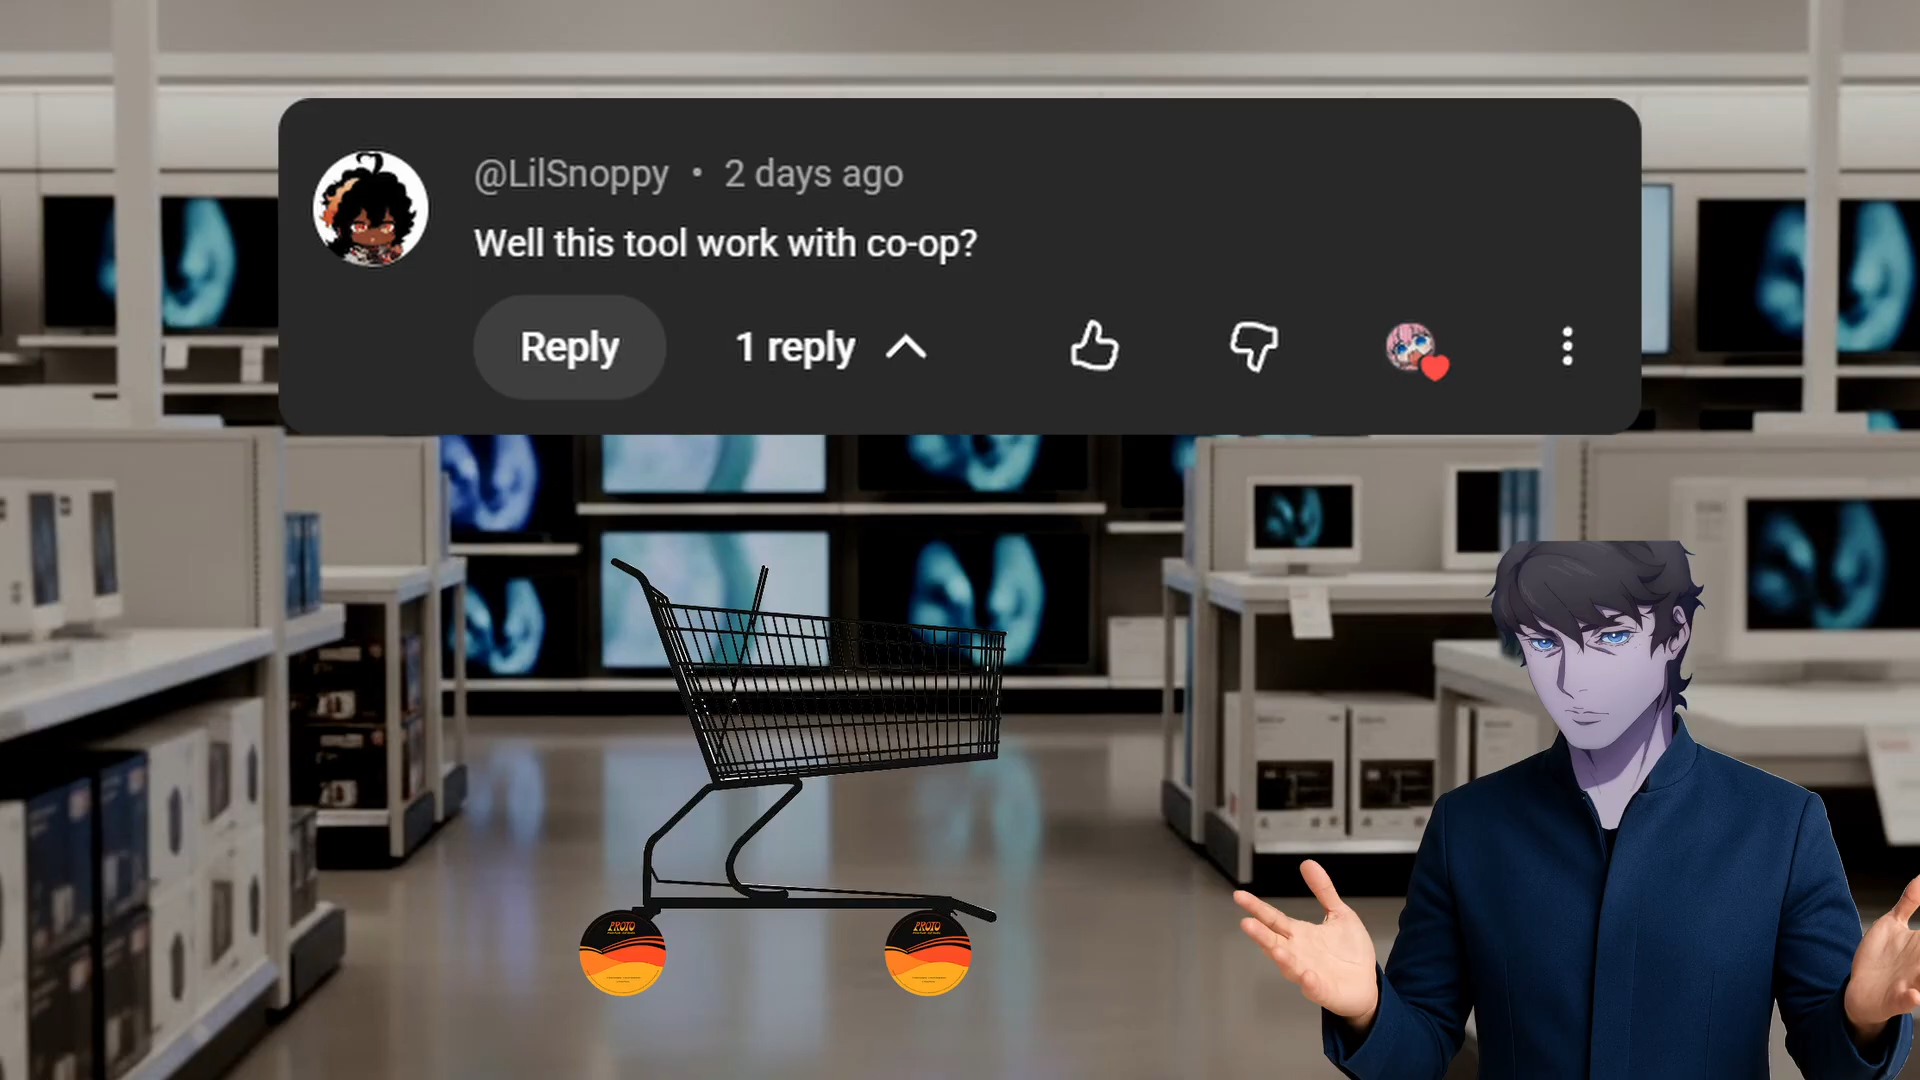 @LilSnoppy • 2 days ago
Well this tool work with co-op?
Reply
1 reply
PROTO
PROTO